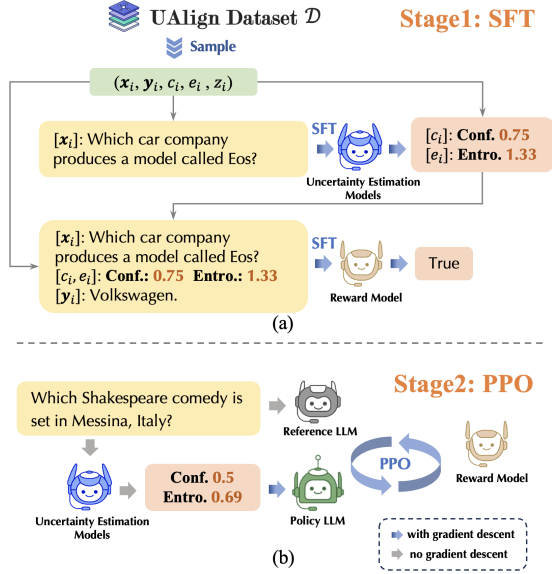 UAlign Dataset 𝒟
Stage1: SFT
Sample
(xᵢ, yᵢ, cᵢ, eᵢ, zᵢ)
[xᵢ]: Which car company
produces a model called Eos?
SFT
Uncertainty Estimation
Models
[cᵢ]: Conf. 0.75
[eᵢ]: Entro. 1.33
[xᵢ]: Which car company
produces a model called Eos?
[cᵢ, eᵢ]: Conf.: 0.75 Entro.: 1.33
[yᵢ]: Volkswagen.
SFT
Reward Model
True
(a)
Stage2: PPO
Which Shakespeare comedy is
set in Messina, Italy?
Reference LLM
Uncertainty Estimation
Models
Conf. 0.5
Entro. 0.69
Policy LLM
PPO
Reward Model
with gradient descent
no gradient descent
(b)